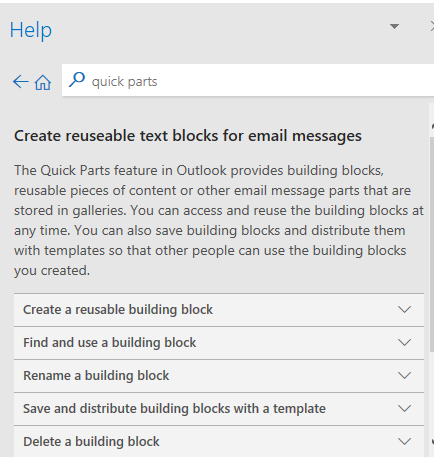 Help
quick parts
Create reuseable text blocks for email messages
The Quick Parts feature in Outlook provides building blocks,
reusable pieces of content or other email message parts that are
stored in galleries. You can access and reuse the building blocks at
any time. You can also save building blocks and distribute them
with templates so that other people can use the building blocks
you created.
Create a reusable building block
Find and use a building block
Rename a building block
Save and distribute building blocks with a template
Delete a building block